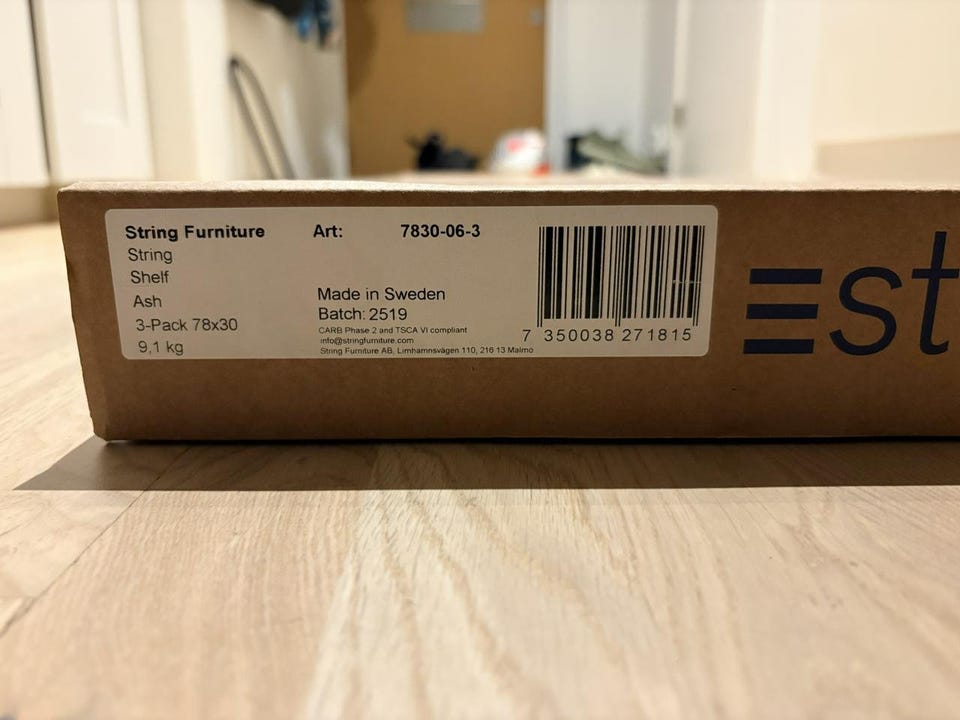 String Furniture
String
Shelf
Ash
3-Pack 78x30
9,1 kg
Art: 7830-06-3
Made in Sweden
Batch: 2519
CARB Phase 2 and TSCA VI compliant
info@stringfurniture.com
String Furniture AB, Limhamnsvägen 110, 216 13 Malmö
7 350038 271815
st